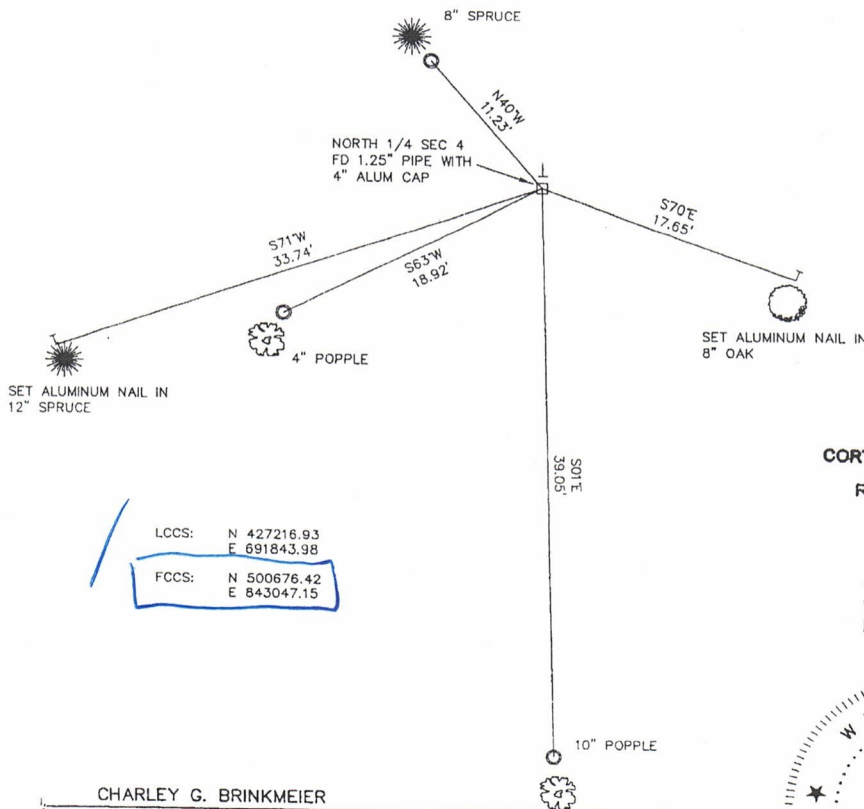 8" SPRUCE
N40°W
11.23'
NORTH 1/4 SEC 4
FD 1.25" PIPE WITH
4" ALUM CAP
S70°E
17.65'
S71°W
33.74'
S63°W
18.92'
4" POPPLE
SET ALUMINUM NAIL IN
8" OAK
SET ALUMINUM NAIL IN
12" SPRUCE
S01°E
39.05'
CORT
LCCS: N 427216.93
E 691843.98
FCCS: N 500676.42
E 843047.15
W
10" POPPLE
CHARLEY G. BRINKMEIER